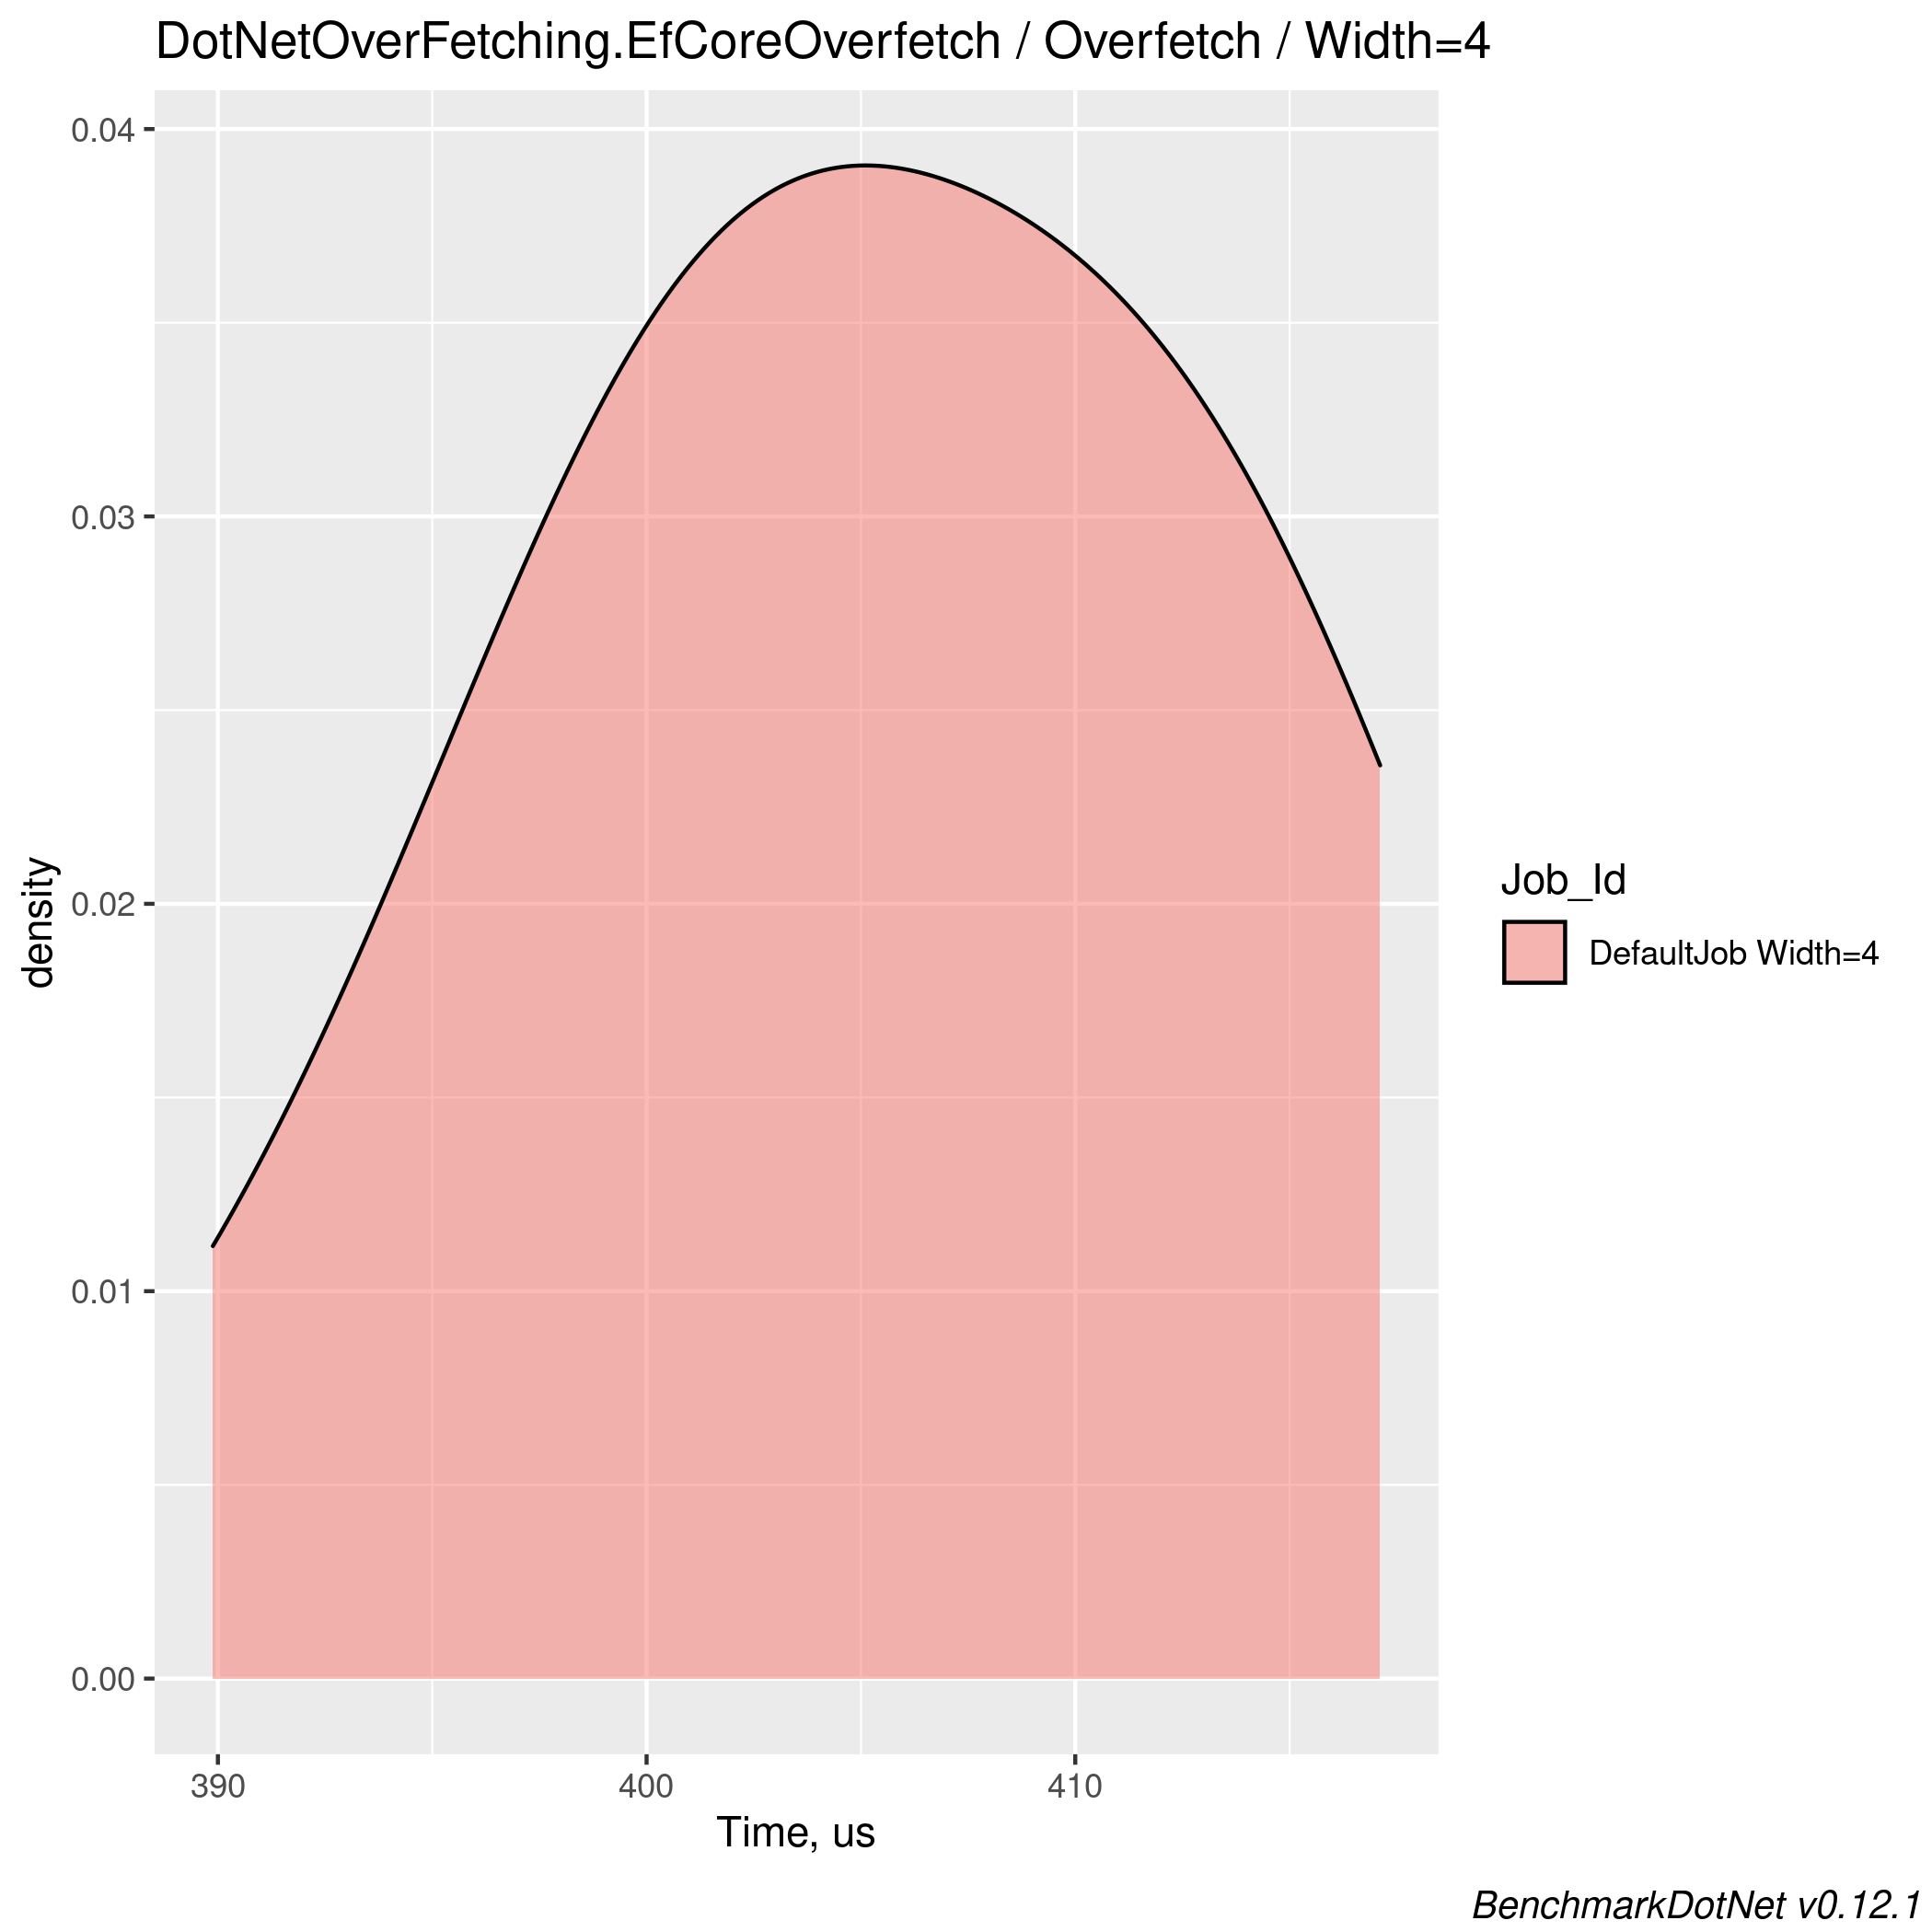 DotNetOverFetching.EfCoreOverfetch / Overfetch / Width=4
0.04
0.03
0.02
0.01
0.00
density
390
400
410
Time, us
Job_Id
DefaultJob Width=4
BenchmarkDotNet v0.12.1